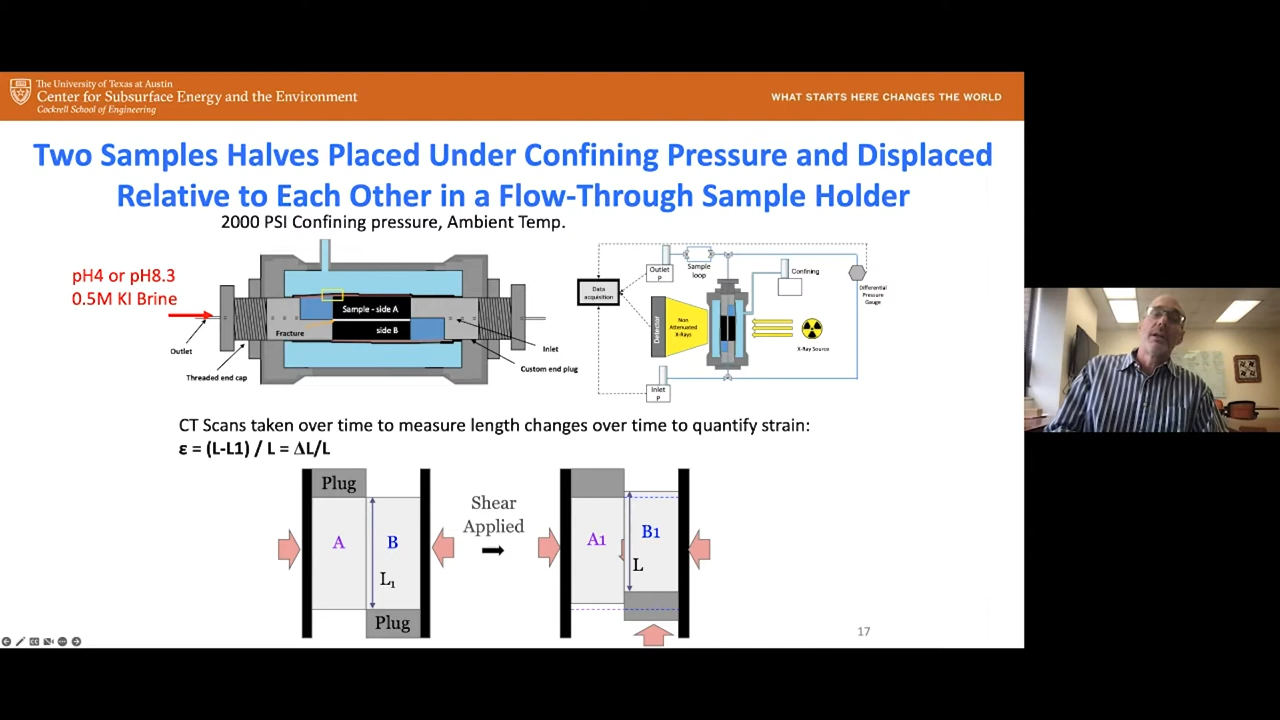 The University of Texas at Austin
Center for Subsurface Energy and the Environment
Cockrell School of Engineering
WHAT STARTS HERE CHANGES THE WORLD
Two Samples Halves Placed Under Confining Pressure and Displaced
Relative to Each Other in a Flow-Through Sample Holder
2000 PSI Confining pressure, Ambient Temp.
pH4 or pH8.3
0.5M KI Brine
Outlet
Threaded end cap
Fracture
Sample - side A
side B
Inlet
Custom end plug
Data
acquisition
Outlet
P
Sample
loop
Confining
Differential
Pressure
Gauge
Detector
Non
Attenuated
X-Rays
X-Ray Source
Inlet
P
CT Scans taken over time to measure length changes over time to quantify strain:
ε = (L-L1) / L = ΔL/L
Plug
A
B
L₁
Plug
Shear
Applied
A1
B1
L
17